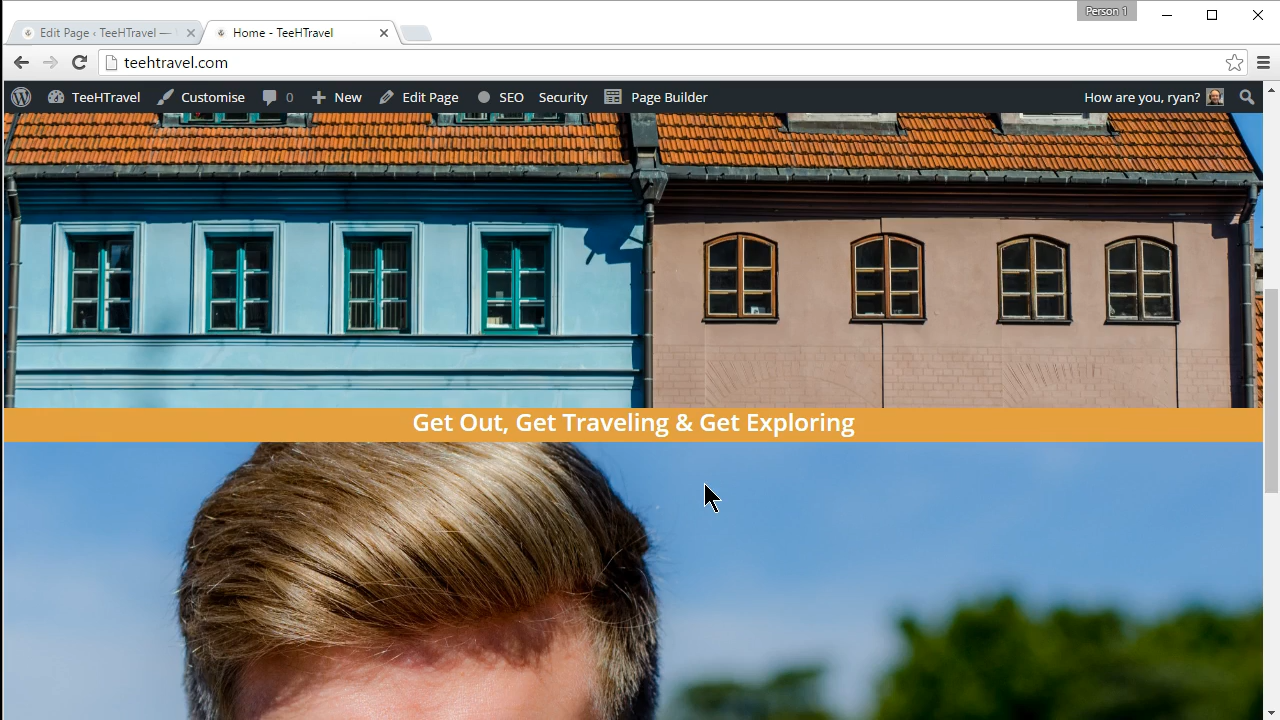 Person 1
Edit Page ‹ TeeHTravel —
Home - TeeHTravel
teehtravel.com
TeeHTravel Customise 0 New Edit Page SEO Security Page Builder How are you, ryan?
Get Out, Get Traveling & Get Exploring